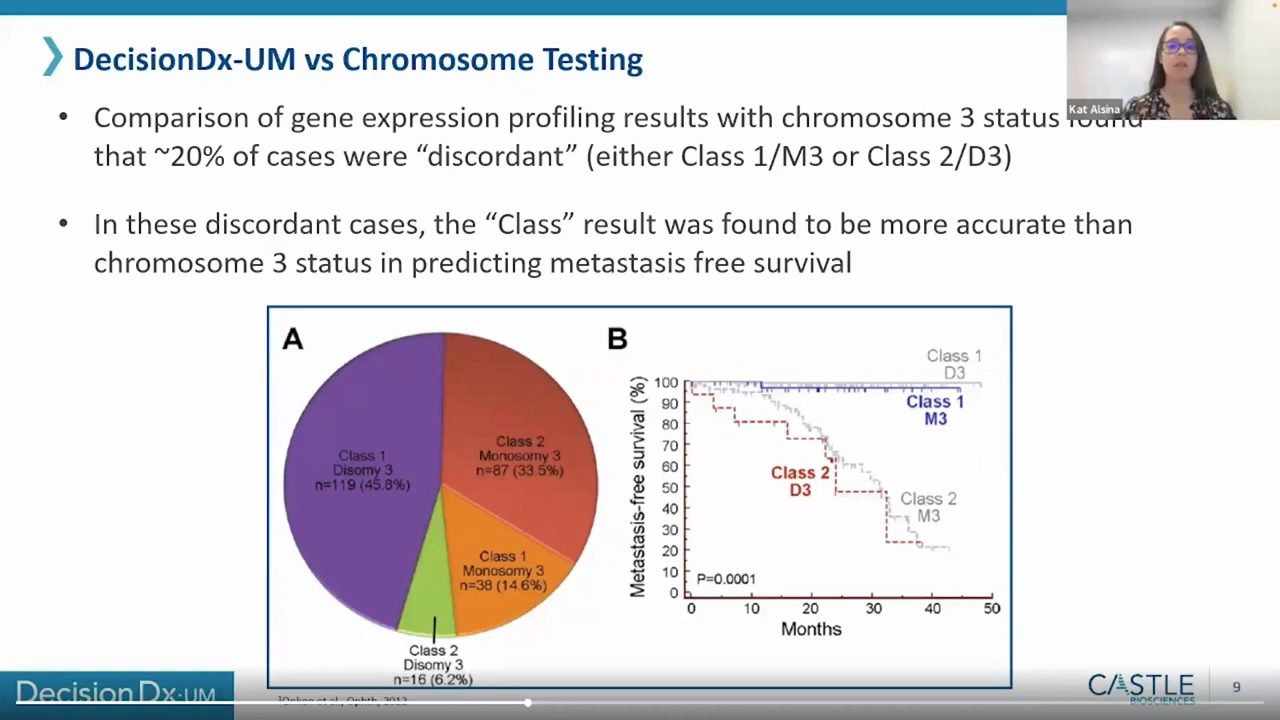 DecisionDx-UM vs Chromosome Testing
Kat Alsina
• Comparison of gene expression profiling results with chromosome 3 status found
that ~20% of cases were “discordant” (either Class 1/M3 or Class 2/D3)
• In these discordant cases, the “Class” result was found to be more accurate than
chromosome 3 status in predicting metastasis free survival
A
Class 1
Disomy 3
n=119 (45.8%)
Class 2
Monosomy 3
n=87 (33.5%)
Class 1
Monosomy 3
n=38 (14.6%)
Class 2
Disomy 3
n=16 (6.2%)
B
Metastasis-free survival (%)
100
90
80
70
60
50
40
30
20
10
0
Class 1
D3
Class 1
M3
Class 2
D3
Class 2
M3
P=0.0001
0 10 20 30 40 50
Months
DecisionDx-UM
CASTLE
BIOSCIENCES
9